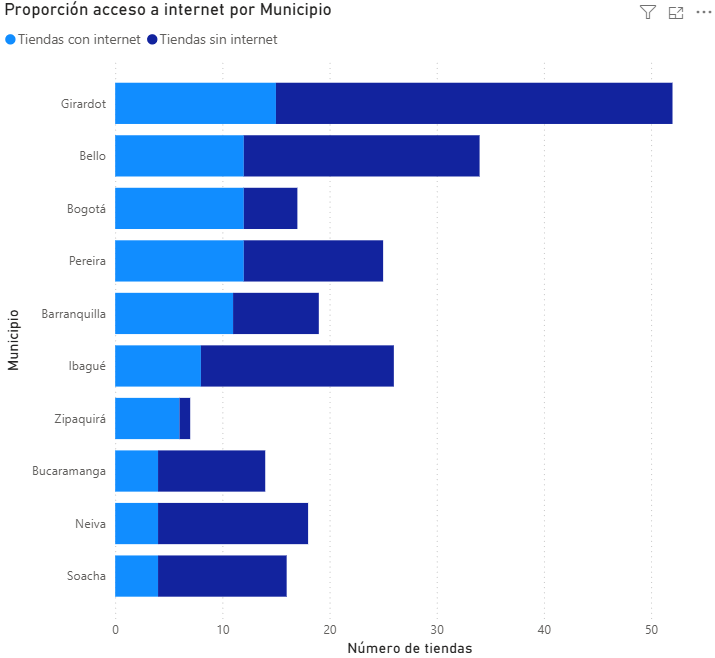 Proporción acceso a internet por Municipio
Tiendas con internet Tiendas sin internet
Girardot
Bello
Bogotá
Pereira
Barranquilla
Ibagué
Zipaquirá
Bucaramanga
Neiva
Soacha
Municipio
0 10 20 30 40 50
Número de tiendas